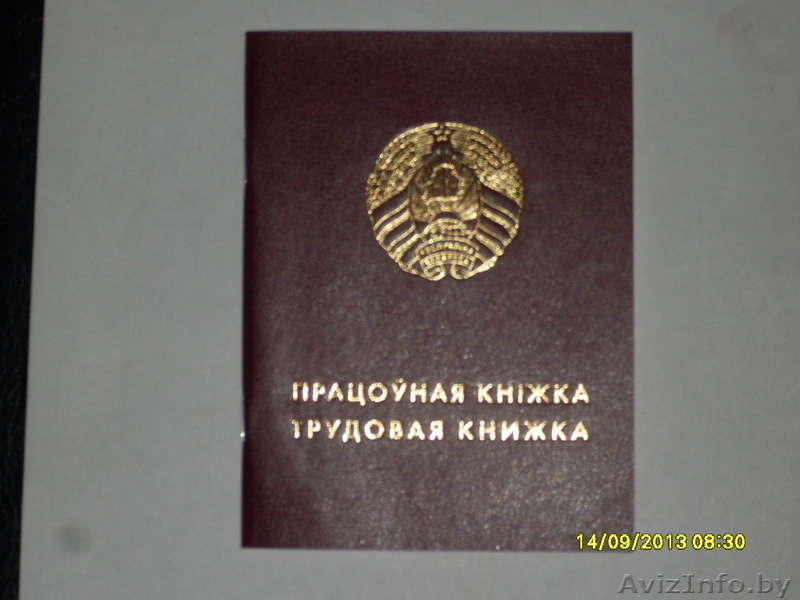 ПРАЦОЎНАЯ КНІЖКА
ТРУДОВАЯ КНИЖКА
14/09/2013 08:30
AvizInfo.by